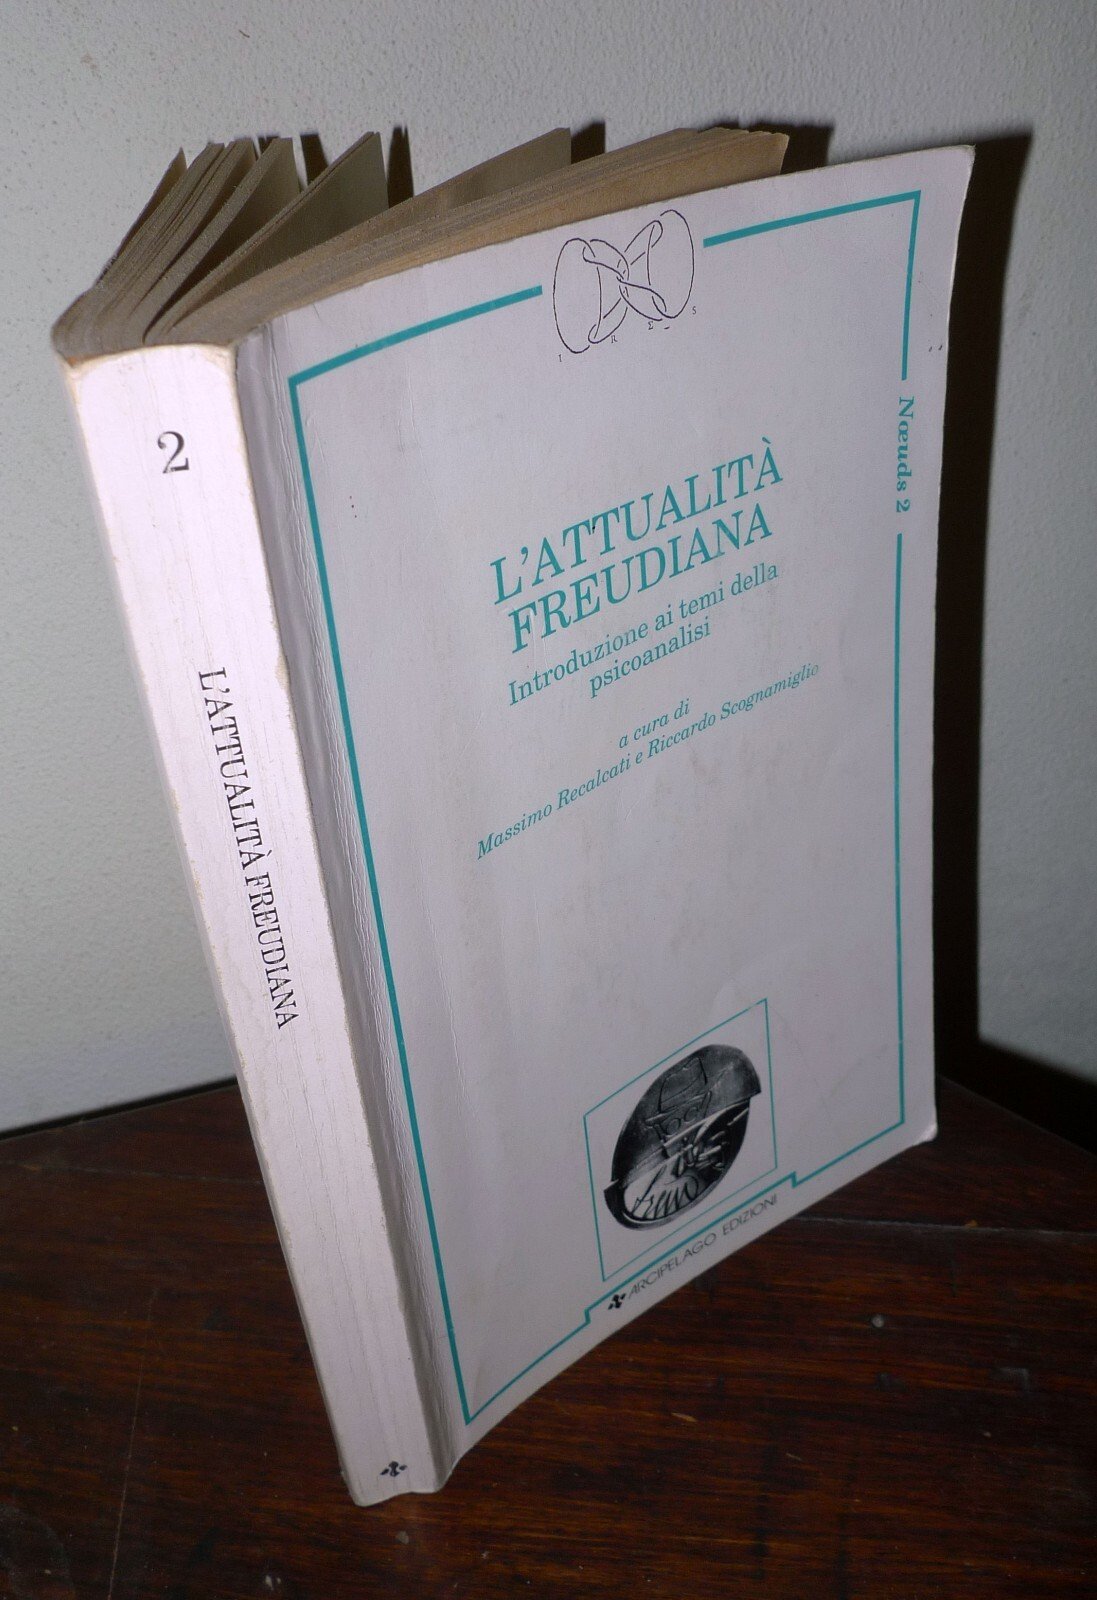 2
L'ATTUALITÀ FREUDIANA
I R Σ S
Nœuds 2
L'ATTUALITÀ
FREUDIANA
Introduzione ai temi della
psicoanalisi
a cura di
Massimo Recalcati e Riccardo Scognamiglio
ARCIPELAGO EDIZIONI